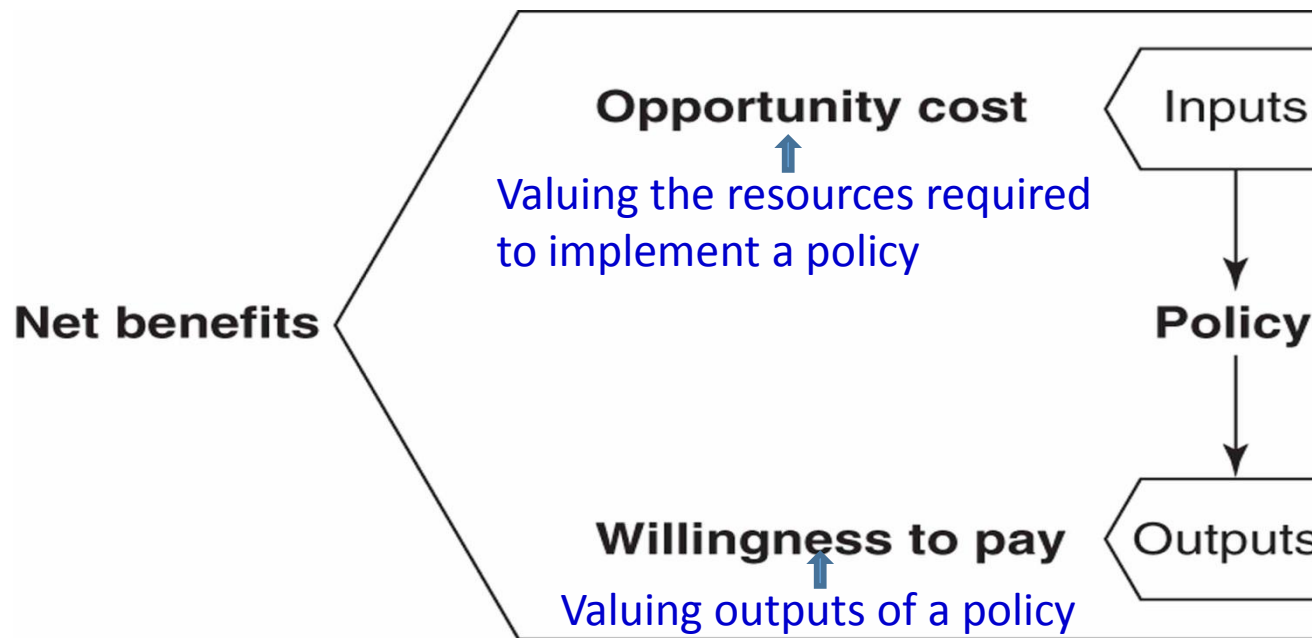 Opportunity cost
Inputs
Valuing the resources required
to implement a policy
Net benefits
Policy
Willingness to pay
Outputs
Valuing outputs of a policy